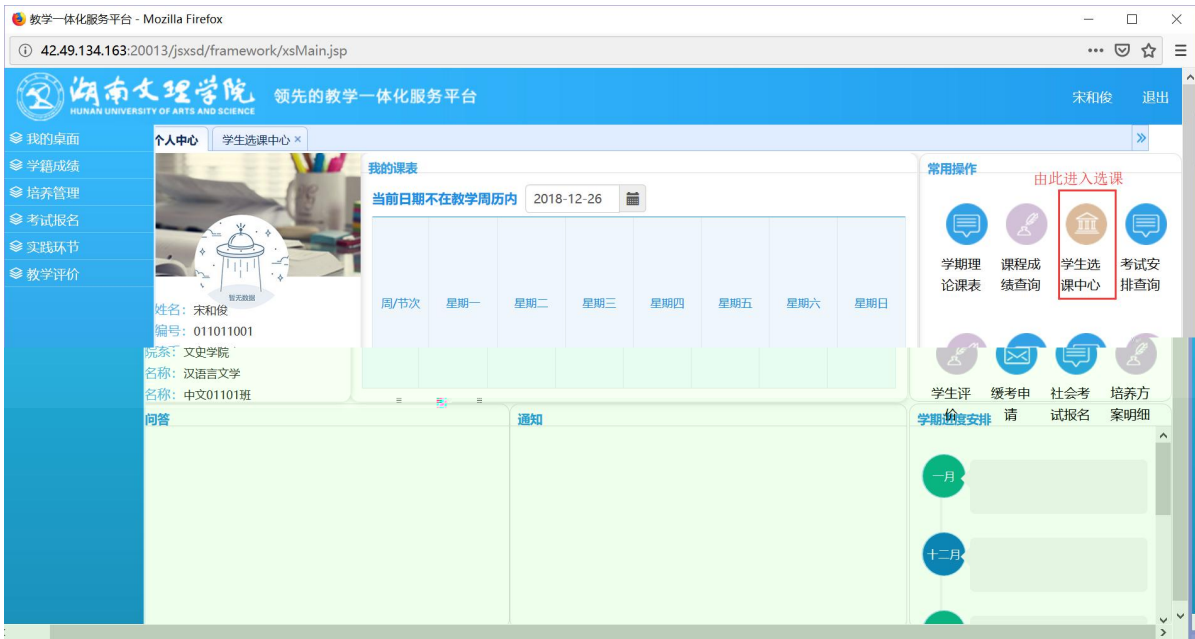 教学一体化服务平台 - Mozilla Firefox
42.49.134.163:20013/jsxsd/framework/xsMain.jsp
湖南文理学院
HUNAN UNIVERSITY OF ARTS AND SCIENCE
领先的教学一体化服务平台
宋和俊 退出
我的桌面
学籍成绩
培养管理
考试报名
实践环节
教学评价
个人中心 学生选课中心 ×
暂无数据
姓名：宋和俊
编号：011011001
院系：文史学院
名称：汉语言文学
名称：中文01101班
我的课表
当前日期不在教学周历内 2018-12-26
周/节次 星期一 星期二 星期三 星期四 星期五 星期六 星期日
常用操作
由此进入选课
学期理论课表
课程成绩查询
学生选课中心
考试安排查询
学生评价
缓考申请
社会考试报名
培养方案明细
问答
通知
学期进度安排
一月
十二月